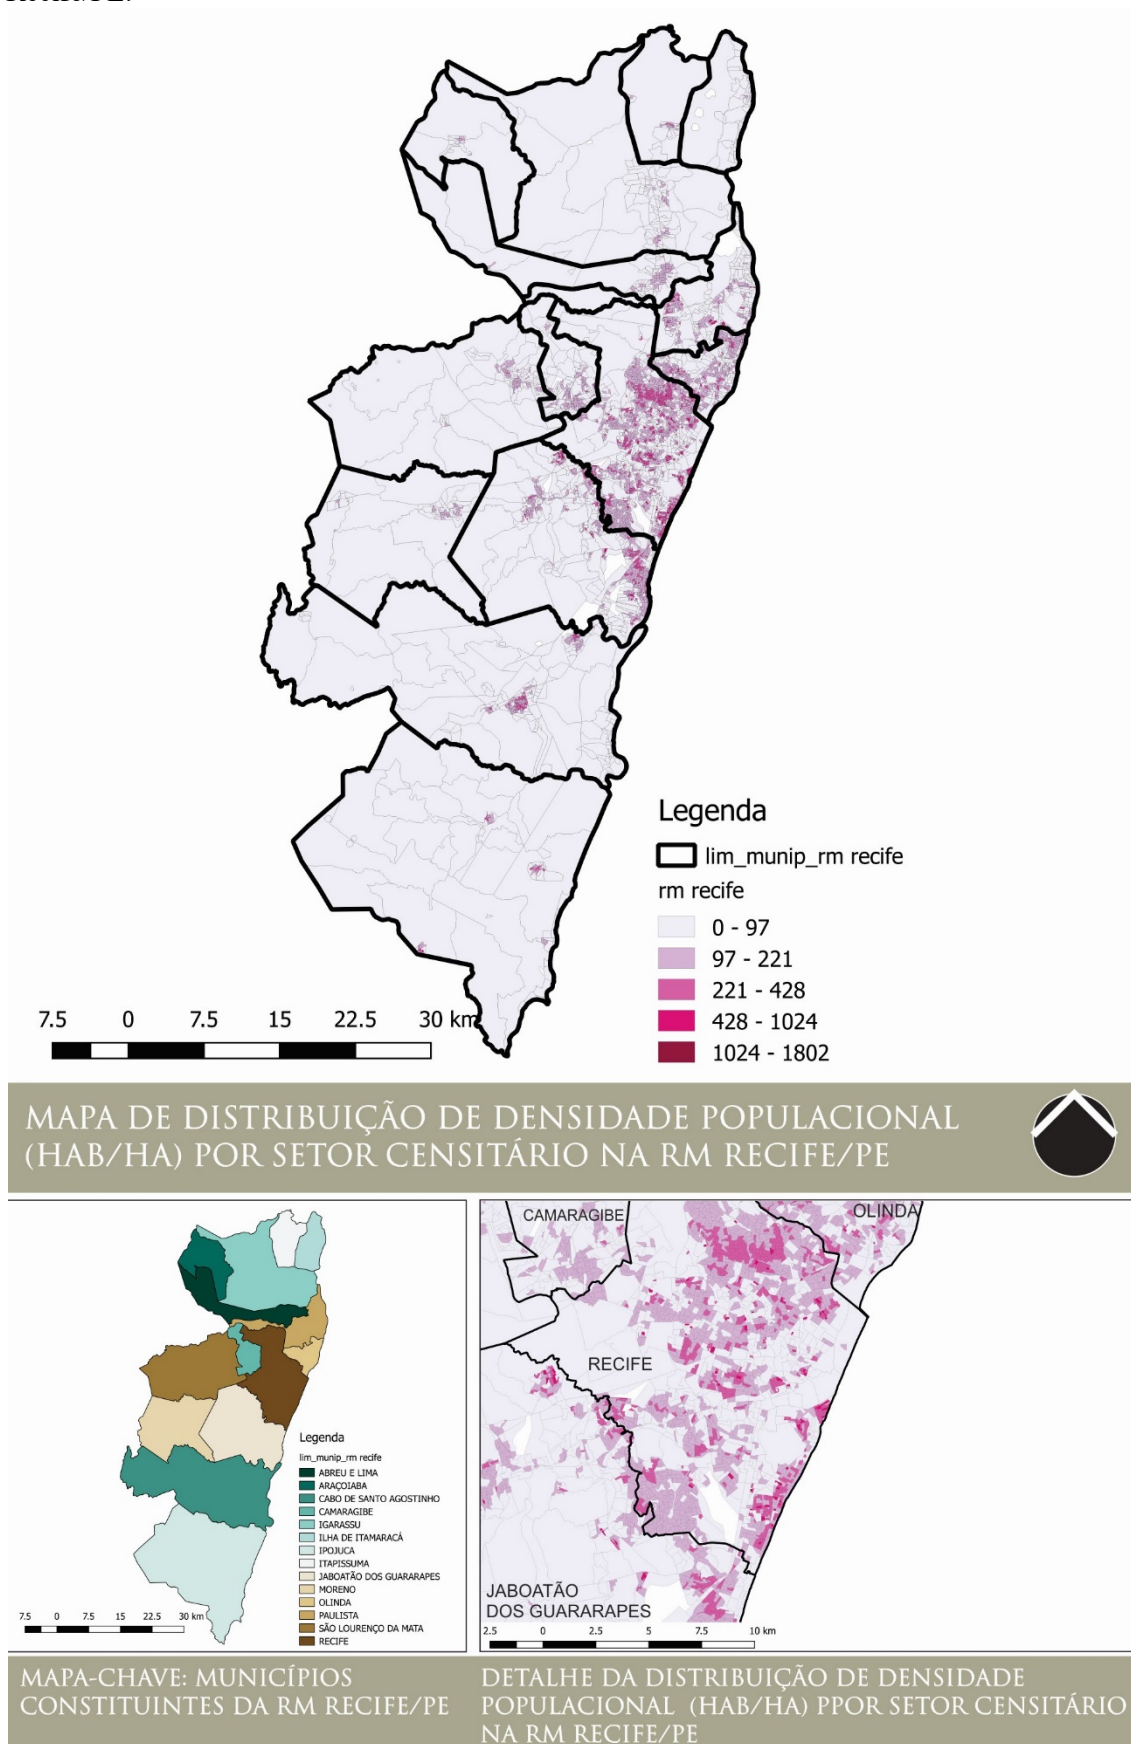 Legenda
lim_munip_rm recife
rm recife
0 - 97
97 - 221
221 - 428
428 - 1024
1024 - 1802
7.5 0 7.5 15 22.5 30 km
MAPA DE DISTRIBUIÇÃO DE DENSIDADE POPULACIONAL
(HAB/HA) POR SETOR CENSITÁRIO NA RM RECIFE/PE
Legenda
lim_munip_rm recife
ABREU E LIMA
ARAÇOIABA
CABO DE SANTO AGOSTINHO
CAMARAGIBE
IGARASSU
ILHA DE ITAMARACÁ
IPOJUCA
ITAPISSUMA
JABOATÃO DOS GUARARAPES
MORENO
OLINDA
PAULISTA
SÃO LOURENÇO DA MATA
RECIFE
7.5 0 7.5 15 22.5 30 km
MAPA-CHAVE: MUNICÍPIOS
CONSTITUINTES DA RM RECIFE/PE
CAMARAGIBE
OLINDA
RECIFE
JABOATÃO
DOS GUARARAPES
2.5 0 2.5 5 7.5 10 km
DETALHE DA DISTRIBUIÇÃO DE DENSIDADE
POPULACIONAL (HAB/HA) PPOR SETOR CENSITÁRIO
NA RM RECIFE/PE